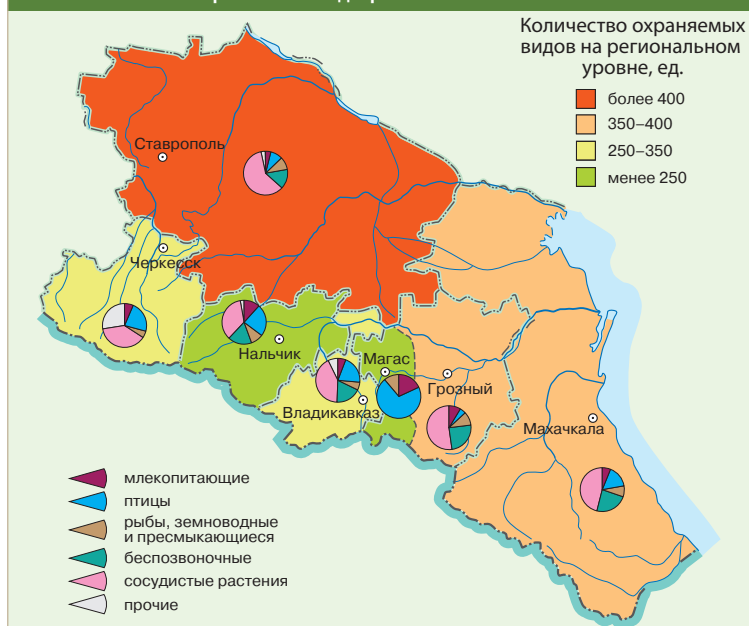 Количество охраняемых
видов на региональном
уровне, ед.
более 400
350–400
250–350
менее 250
Ставрополь
Черкесск
Нальчик
Магас
Грозный
Владикавказ
Махачкала
млекопитающие
птицы
рыбы, земноводные
и пресмыкающиеся
беспозвоночные
сосудистые растения
прочие